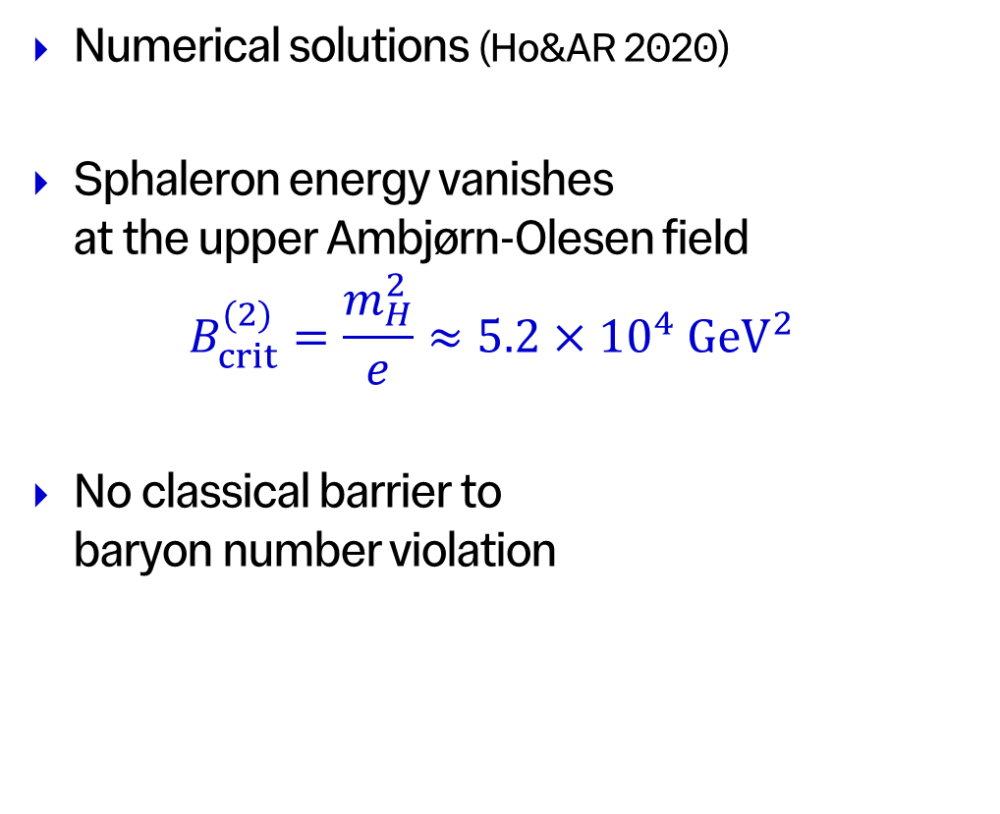 ‣ Numerical solutions (Ho&AR 2020)
‣ Sphaleron energy vanishes
at the upper Ambjørn-Olesen field
$B_{\text{crit}}^{(2)} = \frac{m_H^2}{e} \approx 5.2 \times 10^4 \text{ GeV}^2$
‣ No classical barrier to
baryon number violation